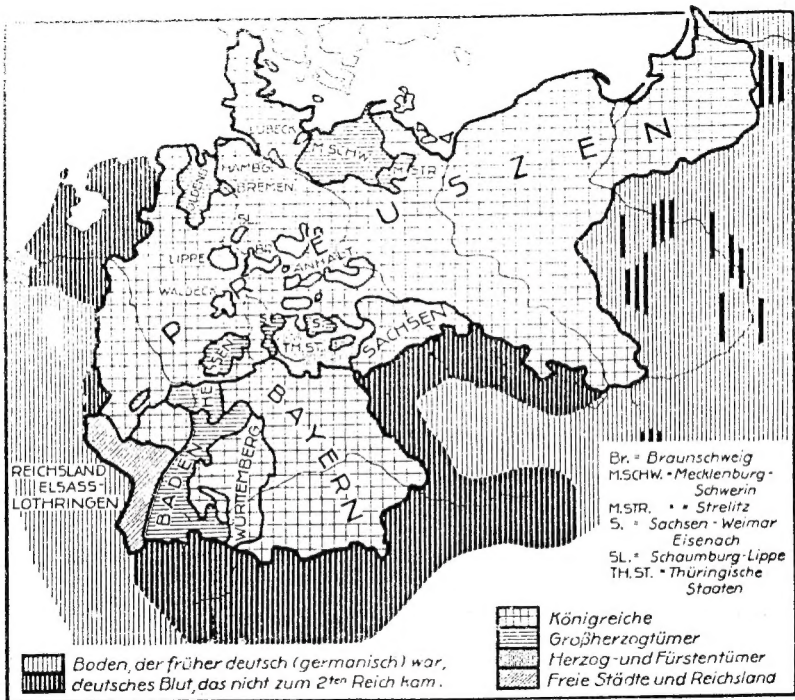 LÜBECK
M.SCHW.
M.STR.
HAMBG.
BREMEN
OLDENB.
PREUSZEN
SL.
LIPPE
BR.
ANHALT
WALDECK
S.
S.
TH.ST.
SACHSEN
HESSEN
BAYERN
BADEN
WÜRTEMBERG
REICHSLAND
ELSASS-
LOTHRINGEN
Br. = Braunschweig
M.SCHW. = Mecklenburg-
Schwerin
M.STR. " " Strelitz
S. = Sachsen-Weimar
Eisenach
SL. = Schaumburg-Lippe
TH.ST. = Thüringische
Staaten
Königreiche
Großherzogtümer
Herzog-und Fürstentümer
Freie Städte und Reichsland
Boden, der früher deutsch (germanisch) war,
deutsches Blut, das nicht zum 2ten Reich kam.